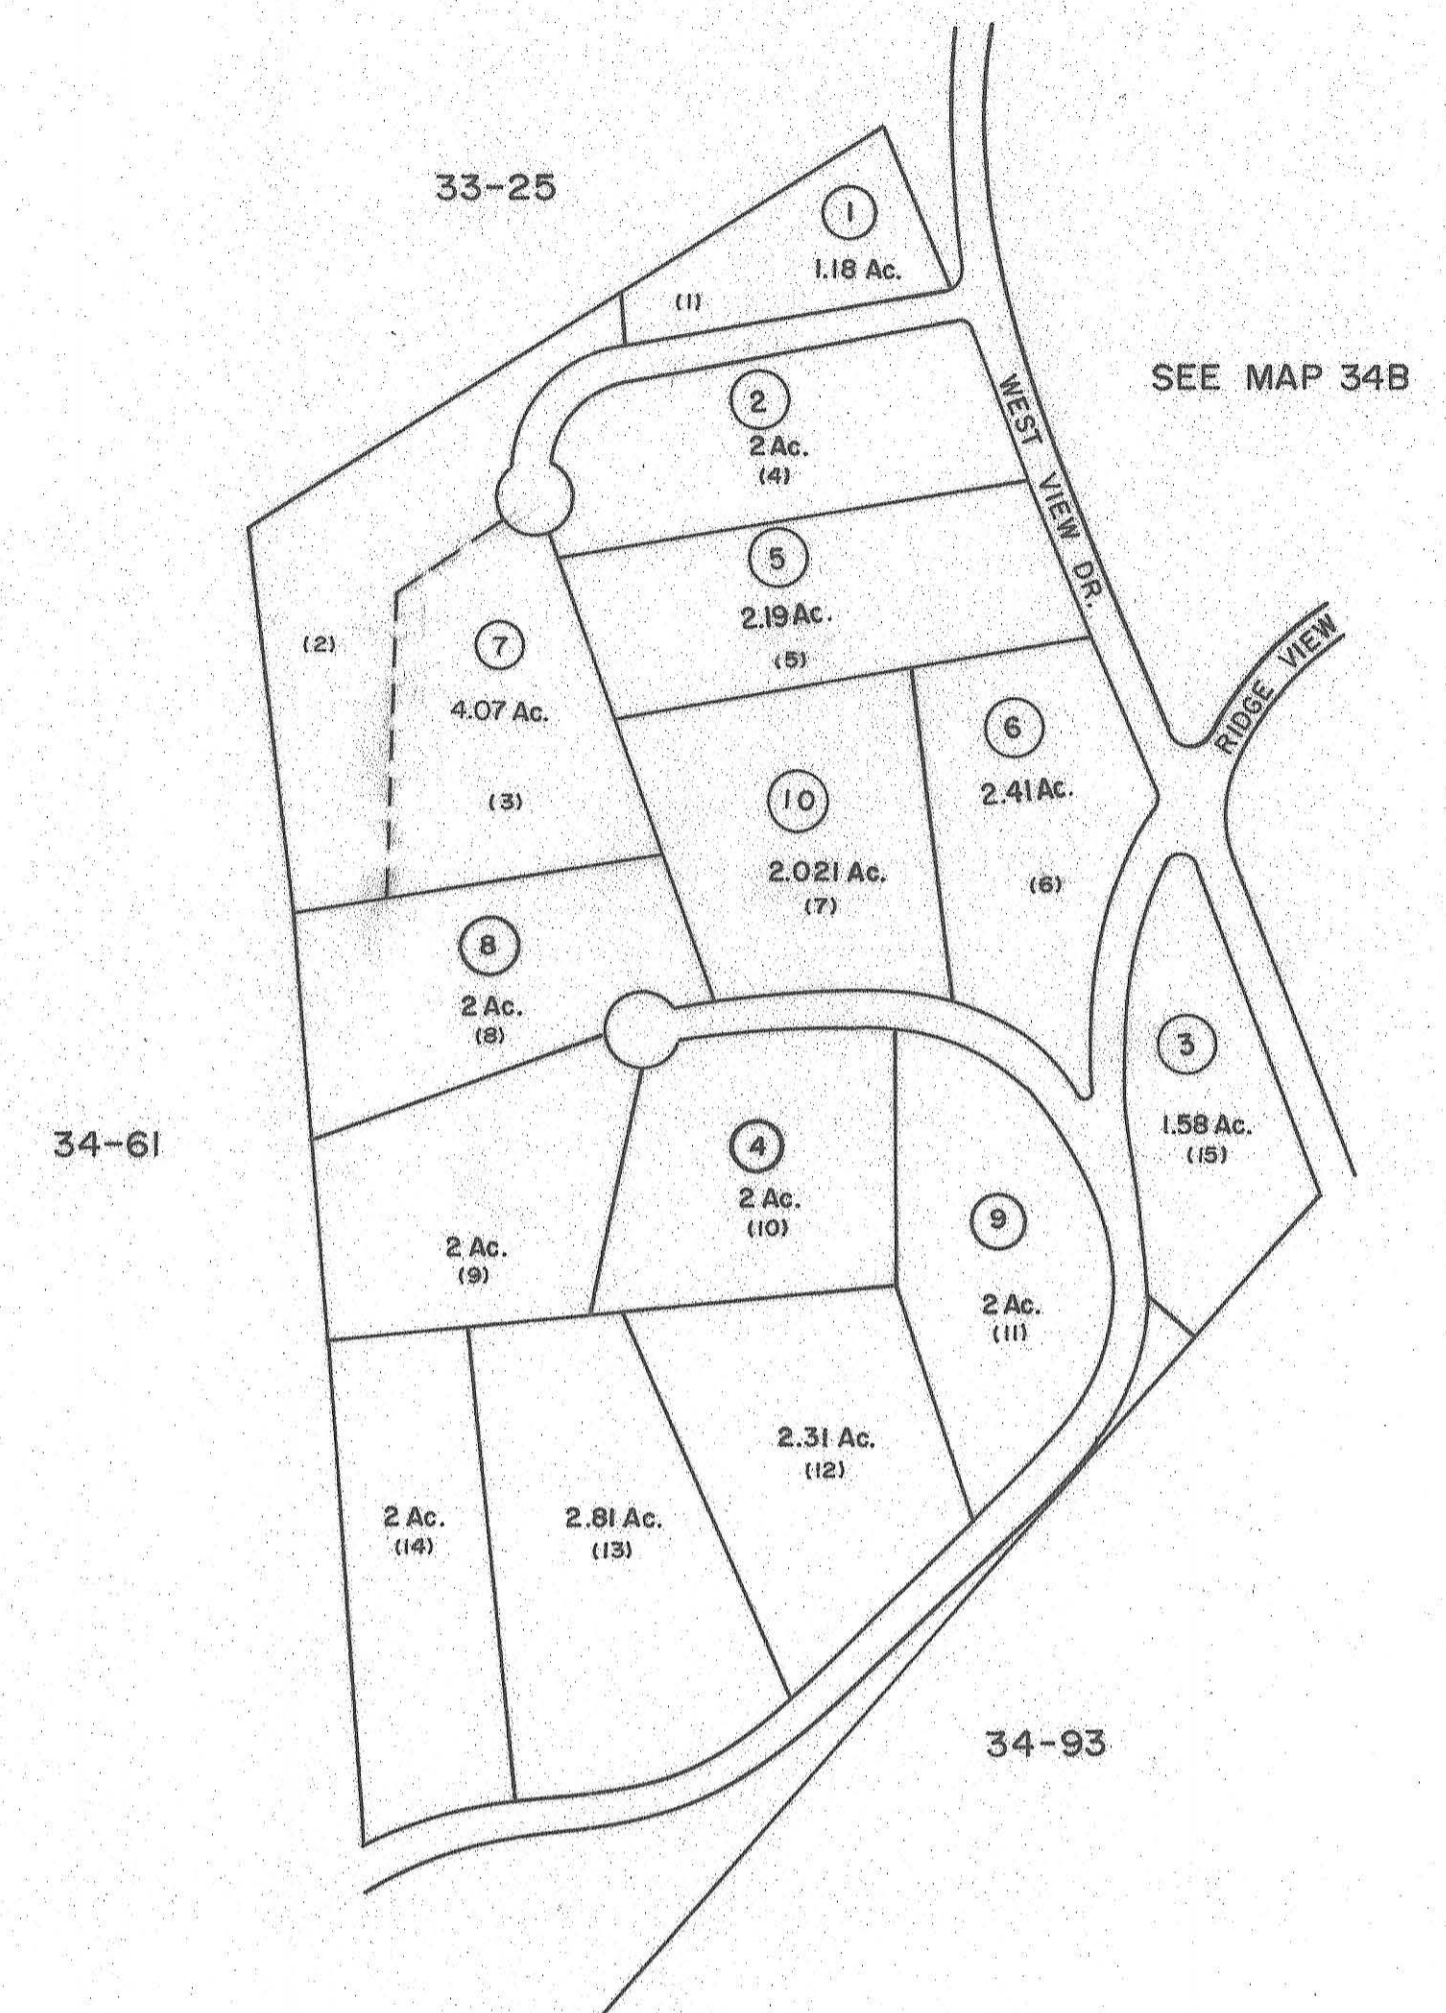 33-25
1
1.18 Ac.
(1)
SEE MAP 34B
2
2 Ac.
(4)
WEST VIEW DR.
5
2.19 Ac.
(5)
RIDGE VIEW
(2)
7
4.07 Ac.
(3)
6
2.41 Ac.
(6)
10
2.021 Ac.
(7)
8
2 Ac.
(8)
3
1.58 Ac.
(15)
34-61
4
2 Ac.
(10)
9
2 Ac.
(11)
2 Ac.
(9)
2.31 Ac.
(12)
2 Ac.
(14)
2.81 Ac.
(13)
34-93